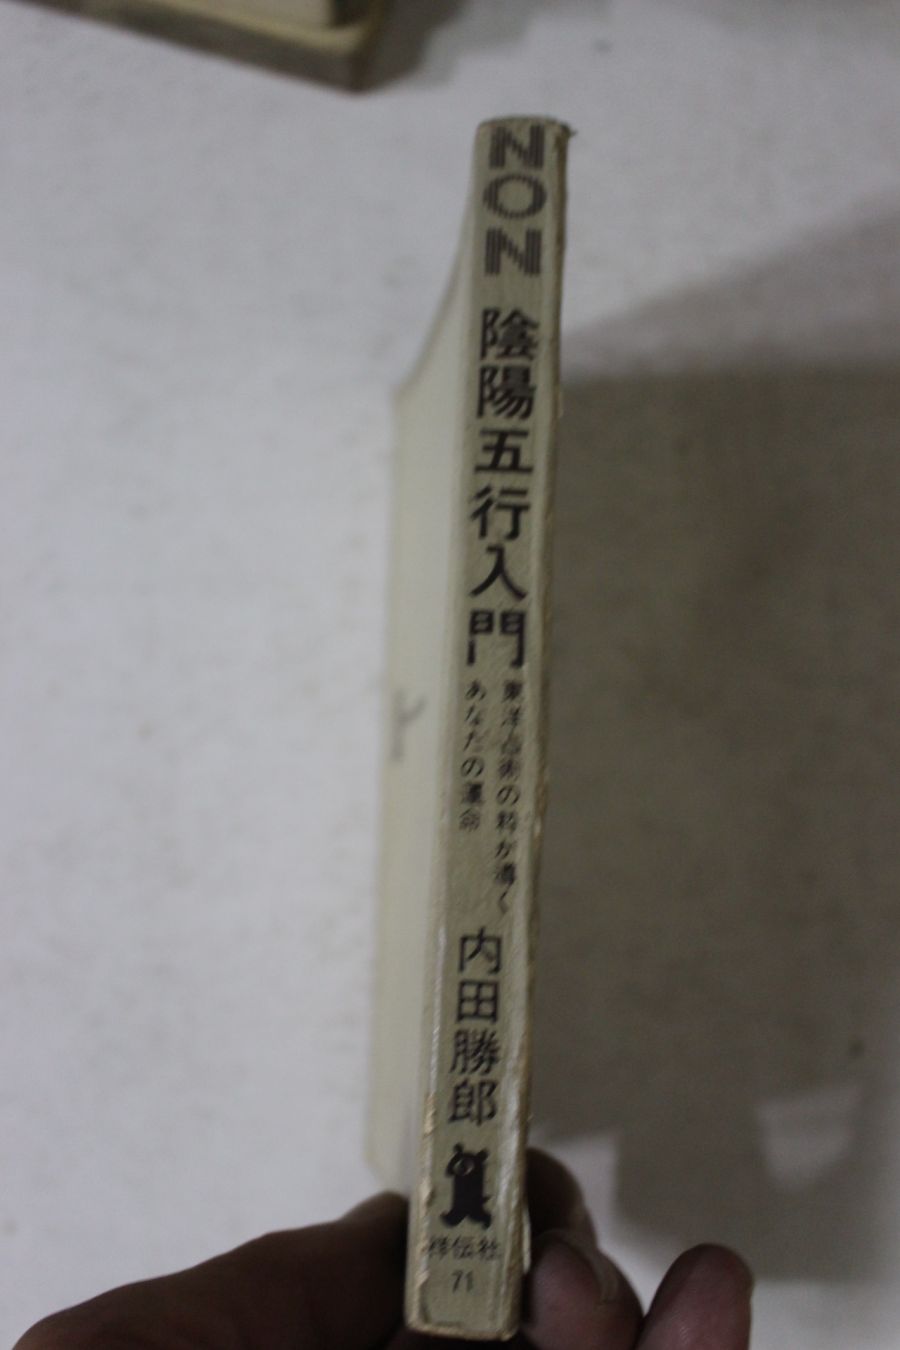 NON
陰陽五行入門
東洋占術の粋が導く
あなたの運命
内田勝郎
祥伝社
71